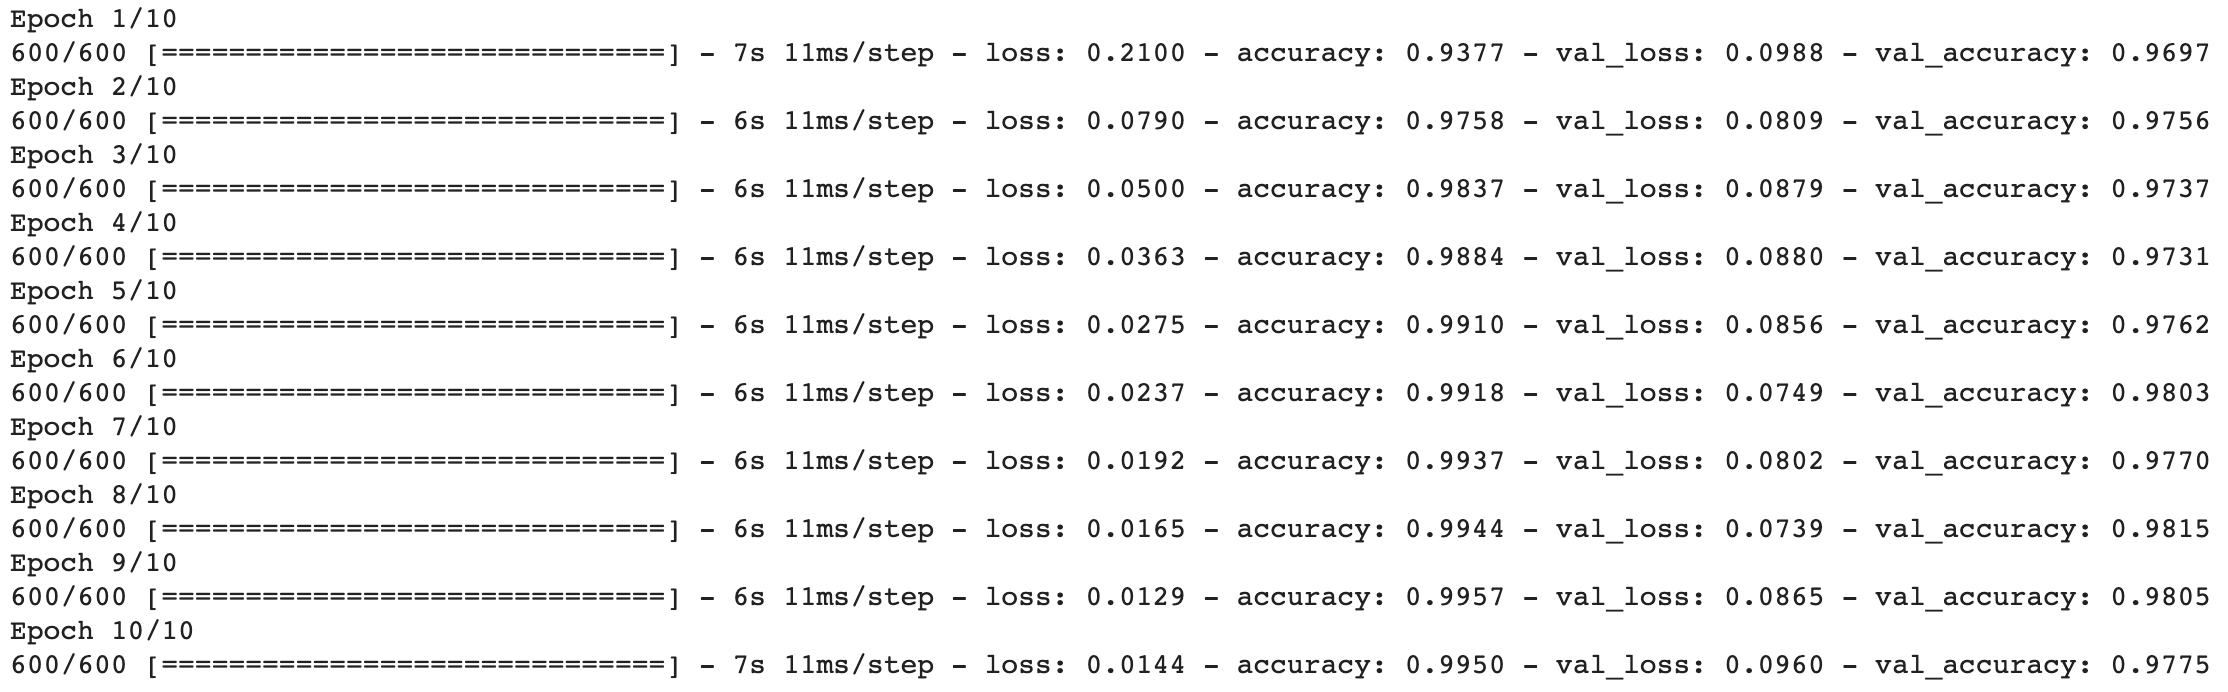 Epoch 1/10
600/600 [==============================] - 7s 11ms/step - loss: 0.2100 - accuracy: 0.9377 - val_loss: 0.0988 - val_accuracy: 0.9697
Epoch 2/10
600/600 [==============================] - 6s 11ms/step - loss: 0.0790 - accuracy: 0.9758 - val_loss: 0.0809 - val_accuracy: 0.9756
Epoch 3/10
600/600 [==============================] - 6s 11ms/step - loss: 0.0500 - accuracy: 0.9837 - val_loss: 0.0879 - val_accuracy: 0.9737
Epoch 4/10
600/600 [==============================] - 6s 11ms/step - loss: 0.0363 - accuracy: 0.9884 - val_loss: 0.0880 - val_accuracy: 0.9731
Epoch 5/10
600/600 [==============================] - 6s 11ms/step - loss: 0.0275 - accuracy: 0.9910 - val_loss: 0.0856 - val_accuracy: 0.9762
Epoch 6/10
600/600 [==============================] - 6s 11ms/step - loss: 0.0237 - accuracy: 0.9918 - val_loss: 0.0749 - val_accuracy: 0.9803
Epoch 7/10
600/600 [==============================] - 6s 11ms/step - loss: 0.0192 - accuracy: 0.9937 - val_loss: 0.0802 - val_accuracy: 0.9770
Epoch 8/10
600/600 [==============================] - 6s 11ms/step - loss: 0.0165 - accuracy: 0.9944 - val_loss: 0.0739 - val_accuracy: 0.9815
Epoch 9/10
600/600 [==============================] - 6s 11ms/step - loss: 0.0129 - accuracy: 0.9957 - val_loss: 0.0865 - val_accuracy: 0.9805
Epoch 10/10
600/600 [==============================] - 7s 11ms/step - loss: 0.0144 - accuracy: 0.9950 - val_loss: 0.0960 - val_accuracy: 0.9775